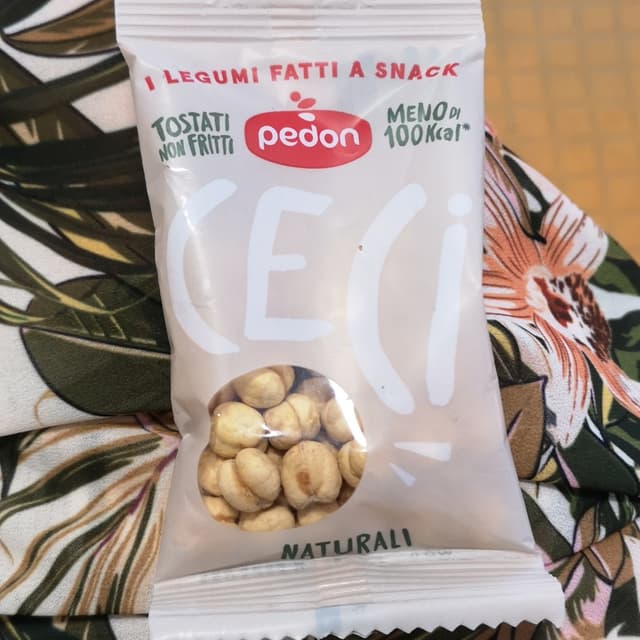 I LEGUMI FATTI A SNACK
TOSTATI
NON FRITTI
pedon
MENO DI
100Kcal*
CECi
NATURALI